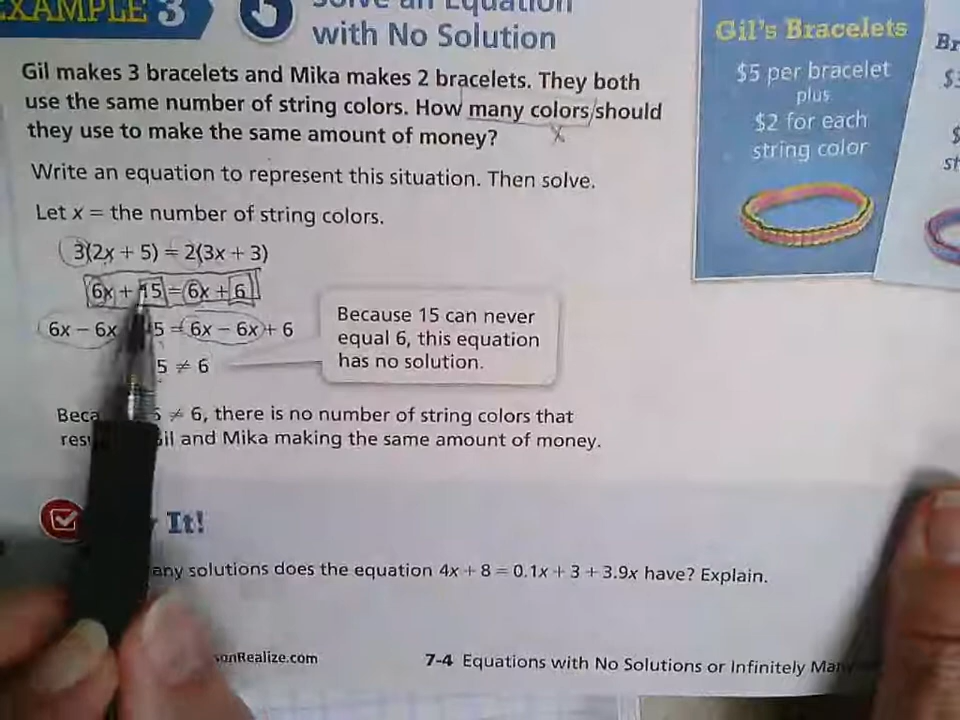 EXAMPLE 3 Solve an Equation
with No Solution
Gil makes 3 bracelets and Mika makes 2 bracelets. They both
use the same number of string colors. How many colors should
they use to make the same amount of money?
x
Write an equation to represent this situation. Then solve.
Let x = the number of string colors.
3(2x + 5) = 2(3x + 3)
6x + 15 = 6x + 6
6x − 6x 5 = 6x − 6x + 6
5 ≠ 6
Because 15 can never
equal 6, this equation
has no solution.
≠ 6, there is no number of string colors that
and Mika making the same amount of money.
It!
solutions does the equation 4x + 8 = 0.1x + 3 + 3.9x have? Explain.
7-4 Equations with No Solutions or Infinitely
Gil's Bracelets
$5 per bracelet
plus
$2 for each
string color